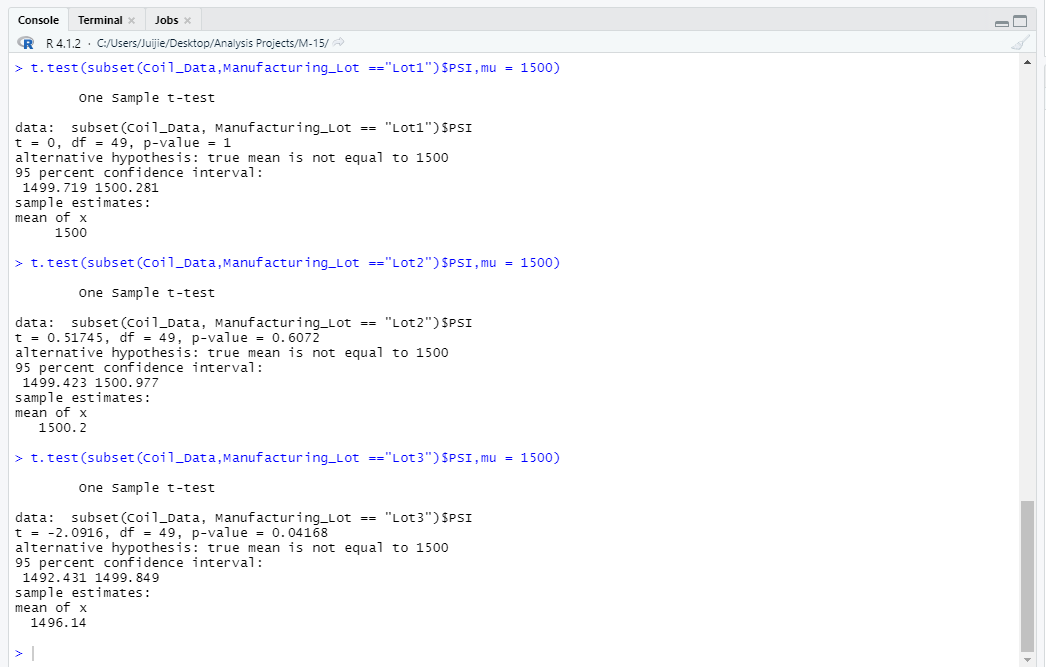 Console Terminal Jobs
R R 4.1.2 · C:/Users/Juijie/Desktop/Analysis Projects/M-15/
> t.test(subset(Coil_Data,Manufacturing_Lot =="Lot1")$PSI,mu = 1500)
One Sample t-test
data:  subset(Coil_Data, Manufacturing_Lot == "Lot1")$PSI
t = 0, df = 49, p-value = 1
alternative hypothesis: true mean is not equal to 1500
95 percent confidence interval:
1499.719 1500.281
sample estimates:
mean of x
1500
> t.test(subset(Coil_Data,Manufacturing_Lot =="Lot2")$PSI,mu = 1500)
One Sample t-test
data:  subset(Coil_Data, Manufacturing_Lot == "Lot2")$PSI
t = 0.51745, df = 49, p-value = 0.6072
alternative hypothesis: true mean is not equal to 1500
95 percent confidence interval:
1499.423 1500.977
sample estimates:
mean of x
1500.2
> t.test(subset(Coil_Data,Manufacturing_Lot =="Lot3")$PSI,mu = 1500)
One Sample t-test
data:  subset(Coil_Data, Manufacturing_Lot == "Lot3")$PSI
t = -2.0916, df = 49, p-value = 0.04168
alternative hypothesis: true mean is not equal to 1500
95 percent confidence interval:
1492.431 1499.849
sample estimates:
mean of x
1496.14
>